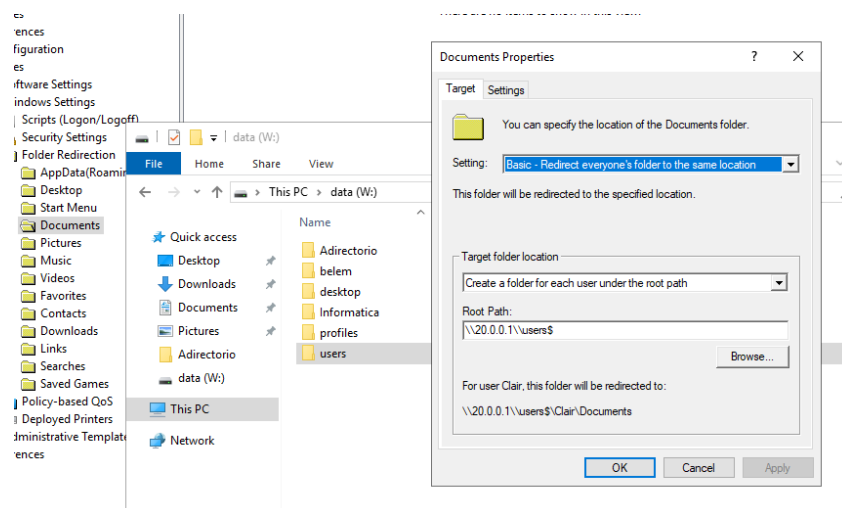 es
rences
figuration
es
oftware Settings
indows Settings
Scripts (Logon/Logoff)
Security Settings
Folder Redirection
AppData(Roamin
Desktop
Start Menu
Documents
Pictures
Music
Videos
Favorites
Contacts
Downloads
Links
Searches
Saved Games
Policy-based QoS
Deployed Printers
dministrative Template
rences
data (W:)
File Home Share View
This PC > data (W:)
Quick access
Desktop
Downloads
Documents
Pictures
Adirectorio
data (W:)
This PC
Network
Name
Adirectorio
belem
desktop
Informatica
profiles
users
Documents Properties ? X
Target Settings
You can specify the location of the Documents folder.
Setting: Basic - Redirect everyone's folder to the same location
This folder will be redirected to the specified location.
Target folder location
Create a folder for each user under the root path
Root Path:
\\20.0.0.1\\users$
Browse...
For user Clair, this folder will be redirected to:
\\20.0.0.1\\users$\Clair\Documents
OK Cancel Apply